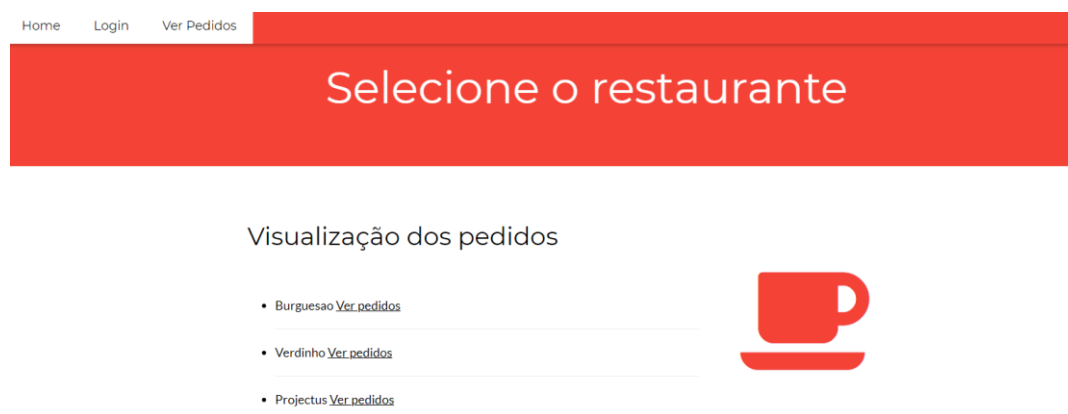 Home Login Ver Pedidos
Selecione o restaurante
Visualização dos pedidos
Burguesao Ver pedidos
Verdinho Ver pedidos
Projectus Ver pedidos